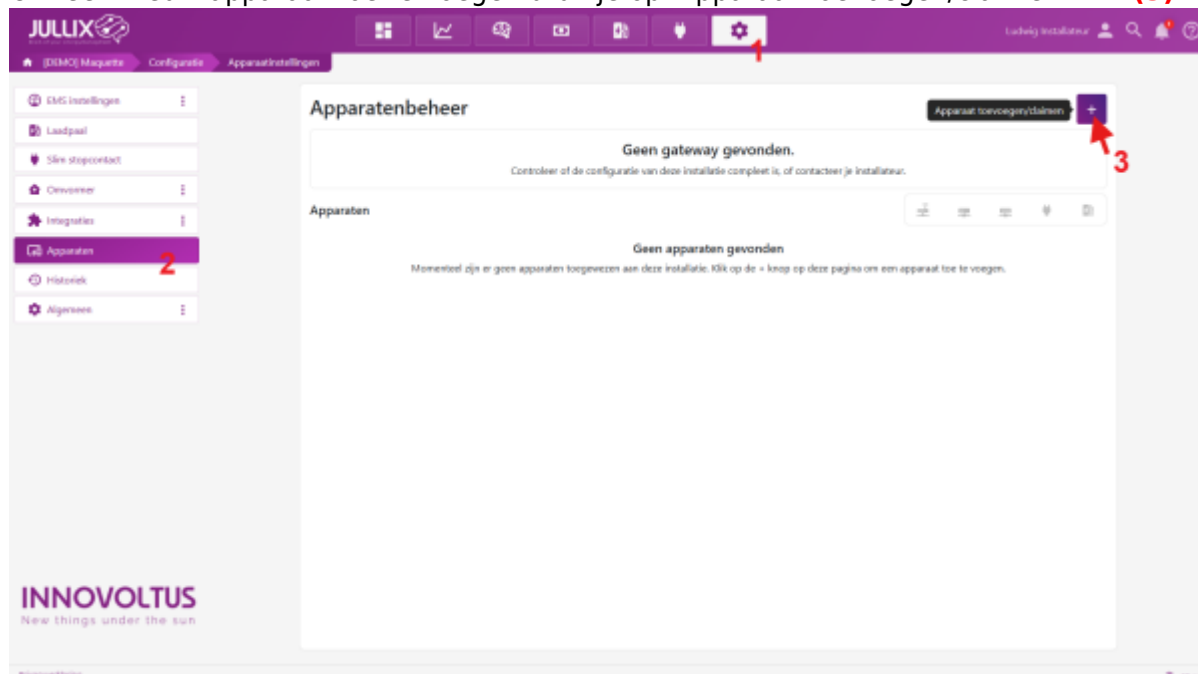 JULLIX
Ludwig Installateur
1
[DEMO] Maquette Configuratie Apparaatinstellingen
EMS instellingen
Laadpaal
Slim stopcontact
Omvormer
Integraties
Apparaten
2
Historiek
Algemeen
Apparatenbeheer
Apparaat toevoegen/claimen
+
3
Geen gateway gevonden.
Controleer of de configuratie van deze installatie compleet is, of contacteer je installateur.
Apparaten
Geen apparaten gevonden
Momenteel zijn er geen apparaten toegewezen aan deze installatie. Klik op de + knop op deze pagina om een apparaat toe te voegen.
INNOVOLTUS
New things under the sun